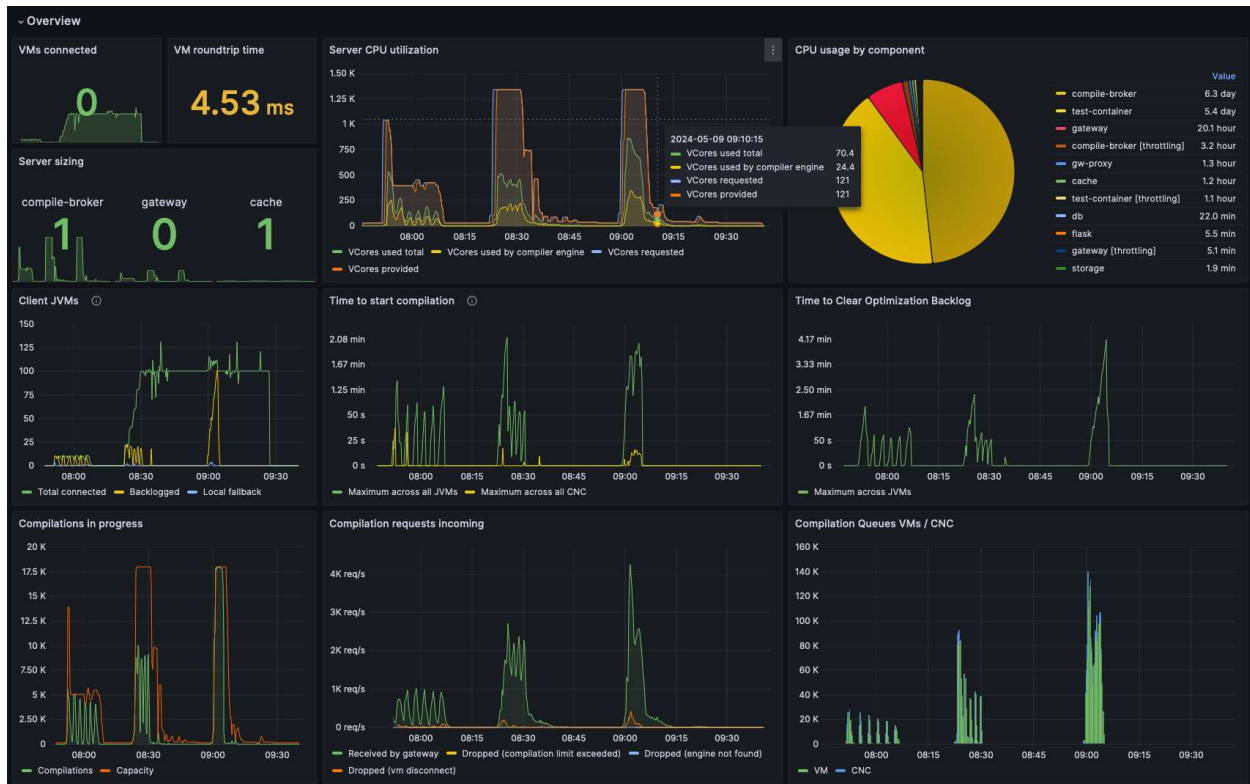 Overview
VMs connected
0
VM roundtrip time
4.53 ms
Server sizing
compile-broker gateway cache
1 0 1
Server CPU utilization
1.50 K
1.25 K
1 K
750
500
250
0
08:00 08:15 08:30 08:45 09:00 09:15 09:30
2024-05-09 09:10:15
VCores used total 70.4
VCores used by compiler engine 24.4
VCores requested 121
VCores provided 121
VCores used total VCores used by compiler engine VCores requested
VCores provided
CPU usage by component
Value
compile-broker 6.3 day
test-container 5.4 day
gateway 20.1 hour
compile-broker [throttling] 3.2 hour
gw-proxy 1.3 hour
cache 1.2 hour
test-container [throttling] 1.1 hour
db 22.0 min
flask 5.5 min
gateway [throttling] 5.1 min
storage 1.9 min
Client JVMs
150
125
100
75
50
25
0
08:00 08:30 09:00 09:30
Total connected Backlogged Local fallback
Time to start compilation
2.08 min
1.67 min
1.25 min
50 s
25 s
0 s
08:00 08:15 08:30 08:45 09:00 09:15 09:30
Maximum across all JVMs Maximum across all CNC
Time to Clear Optimization Backlog
4.17 min
3.33 min
2.50 min
1.67 min
50 s
0 s
08:00 08:15 08:30 08:45 09:00 09:15 09:30
Maximum across JVMs
Compilations in progress
20 K
17.5 K
15 K
12.5 K
10 K
7.50 K
5 K
2.50 K
0
08:00 08:30 09:00 09:30
Compilations Capacity
Compilation requests incoming
4K req/s
3K req/s
2K req/s
1K req/s
0 req/s
08:00 08:15 08:30 08:45 09:00 09:15 09:30
Received by gateway Dropped (compilation limit exceeded) Dropped (engine not found)
Dropped (vm disconnect)
Compilation Queues VMs / CNC
160 K
140 K
120 K
100 K
80 K
60 K
40 K
20 K
0
08:00 08:15 08:30 08:45 09:00 09:15 09:30
VM CNC